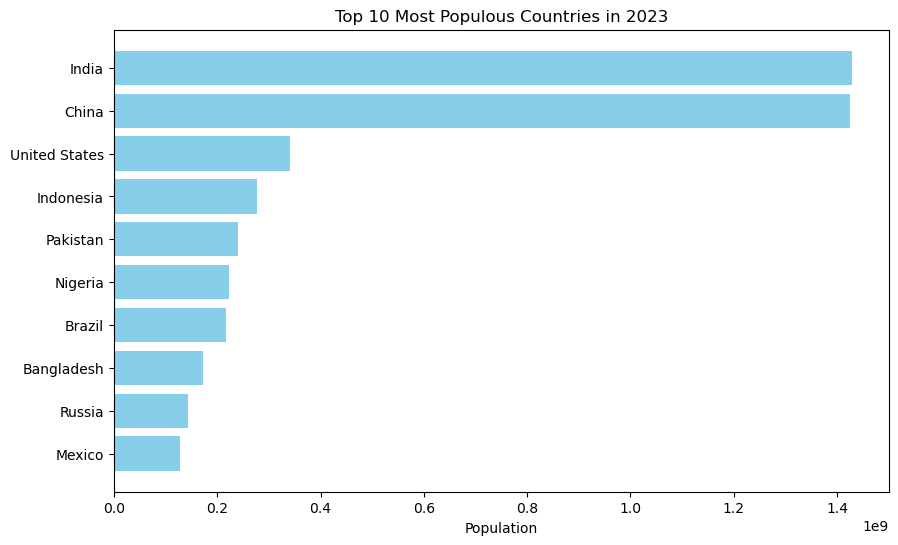 Top 10 Most Populous Countries in 2023
India
China
United States
Indonesia
Pakistan
Nigeria
Brazil
Bangladesh
Russia
Mexico
0.0 0.2 0.4 0.6 0.8 1.0 1.2 1.4
1e9
Population